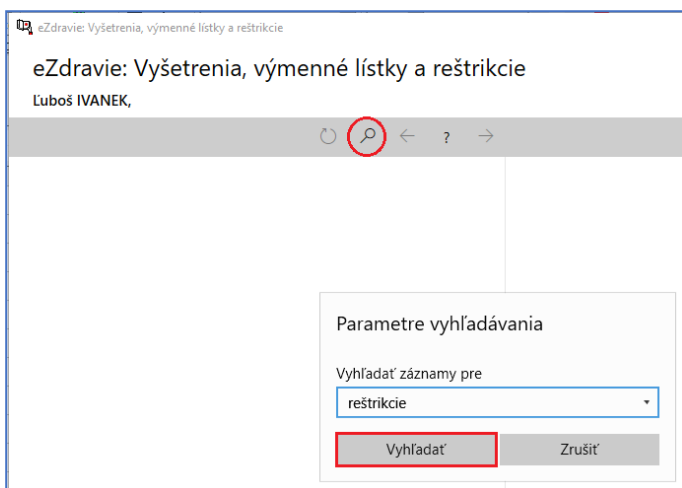 eZdravie: Vyšetrenia, výmenné lístky a reštrikcie
eZdravie: Vyšetrenia, výmenné lístky a reštrikcie
Ľuboš IVANEK,
?
Parametre vyhľadávania
Vyhľadať záznamy pre
reštrikcie
Vyhľadať Zrušiť